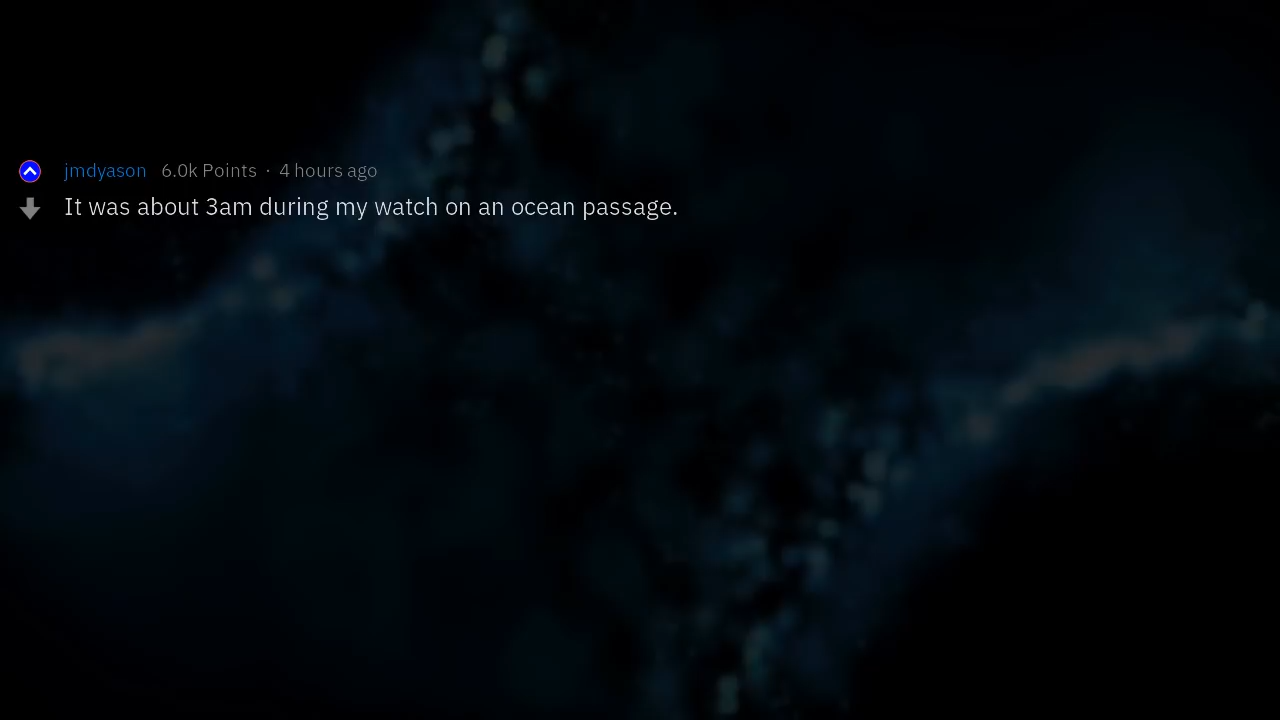 jmdyason 6.0k Points · 4 hours ago
It was about 3am during my watch on an ocean passage.